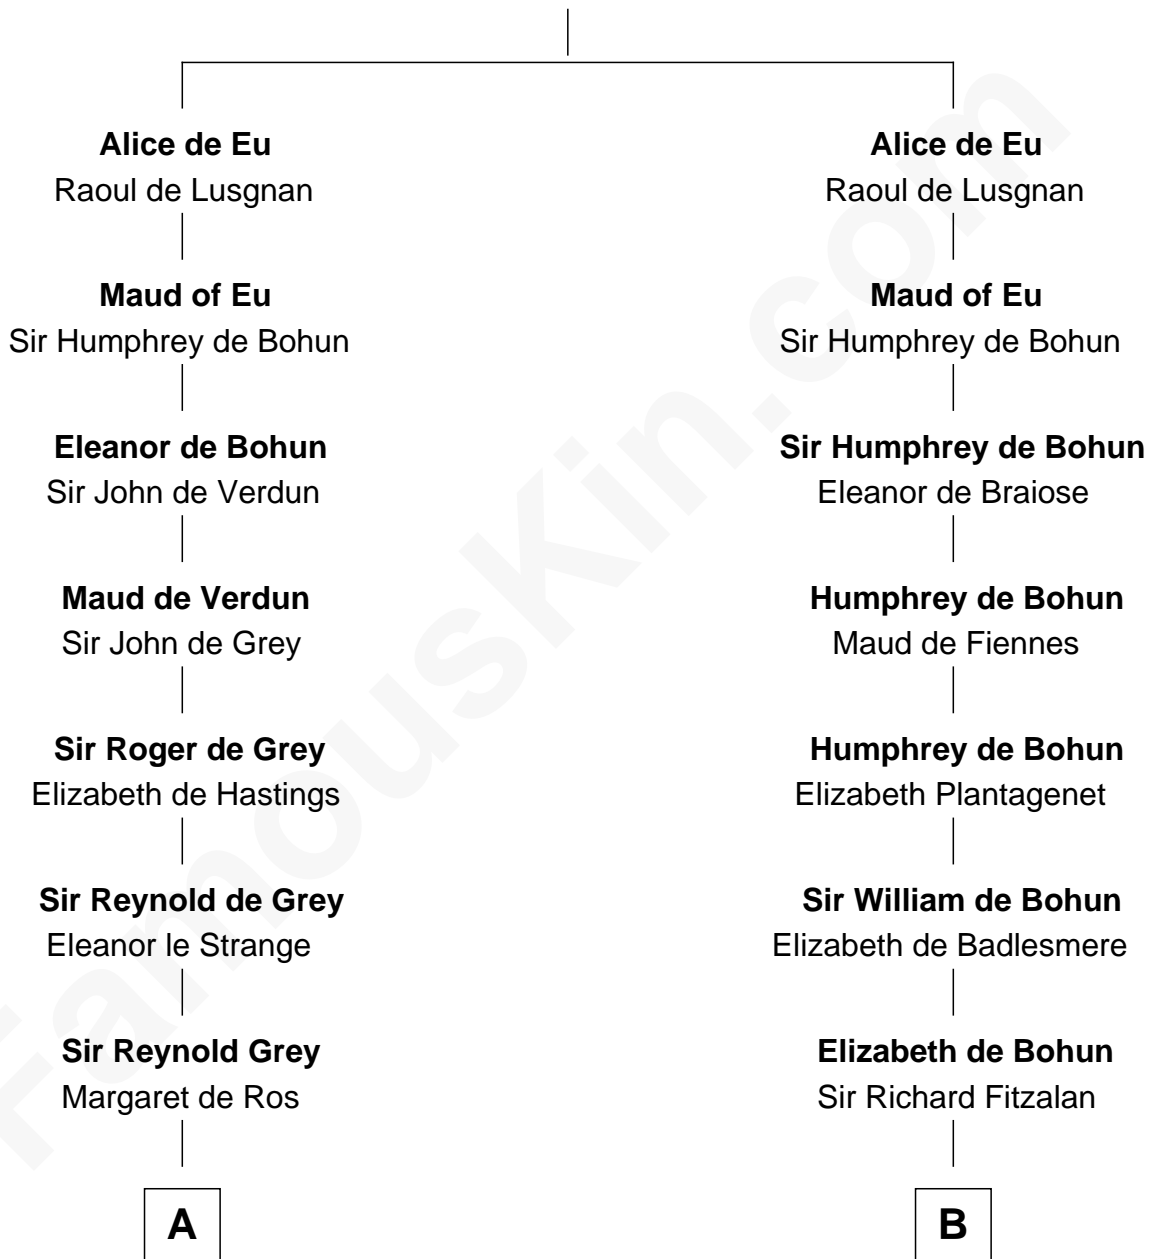 Alice de Eu
Raoul de Lusgnan
Maud of Eu
Sir Humphrey de Bohun
Eleanor de Bohun
Sir John de Verdun
Maud de Verdun
Sir John de Grey
Sir Roger de Grey
Elizabeth de Hastings
Sir Reynold de Grey
Eleanor le Strange
Sir Reynold Grey
Margaret de Ros
A
Alice de Eu
Raoul de Lusgnan
Maud of Eu
Sir Humphrey de Bohun
Sir Humphrey de Bohun
Eleanor de Braiose
Humphrey de Bohun
Maud de Fiennes
Humphrey de Bohun
Elizabeth Plantagenet
Sir William de Bohun
Elizabeth de Badlesmere
Elizabeth de Bohun
Sir Richard Fitzalan
B
FamousKin.com